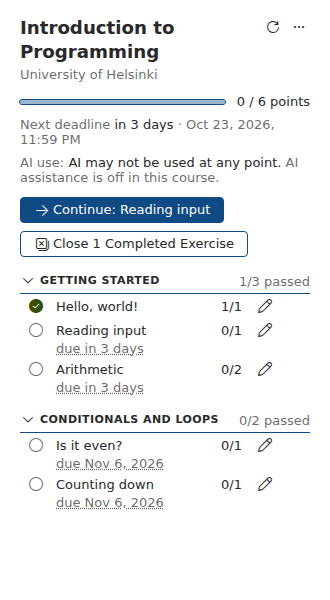 Introduction to
Programming
University of Helsinki
0 / 6 points
Next deadline in 3 days · Oct 23, 2026,
11:59 PM
AI use: AI may not be used at any point. AI
assistance is off in this course.
Continue: Reading input
Close 1 Completed Exercise
GETTING STARTED 1/3 passed
Hello, world! 1/1
Reading input 0/1
due in 3 days
Arithmetic 0/2
due in 3 days
CONDITIONALS AND LOOPS 0/2 passed
Is it even? 0/1
due Nov 6, 2026
Counting down 0/1
due Nov 6, 2026